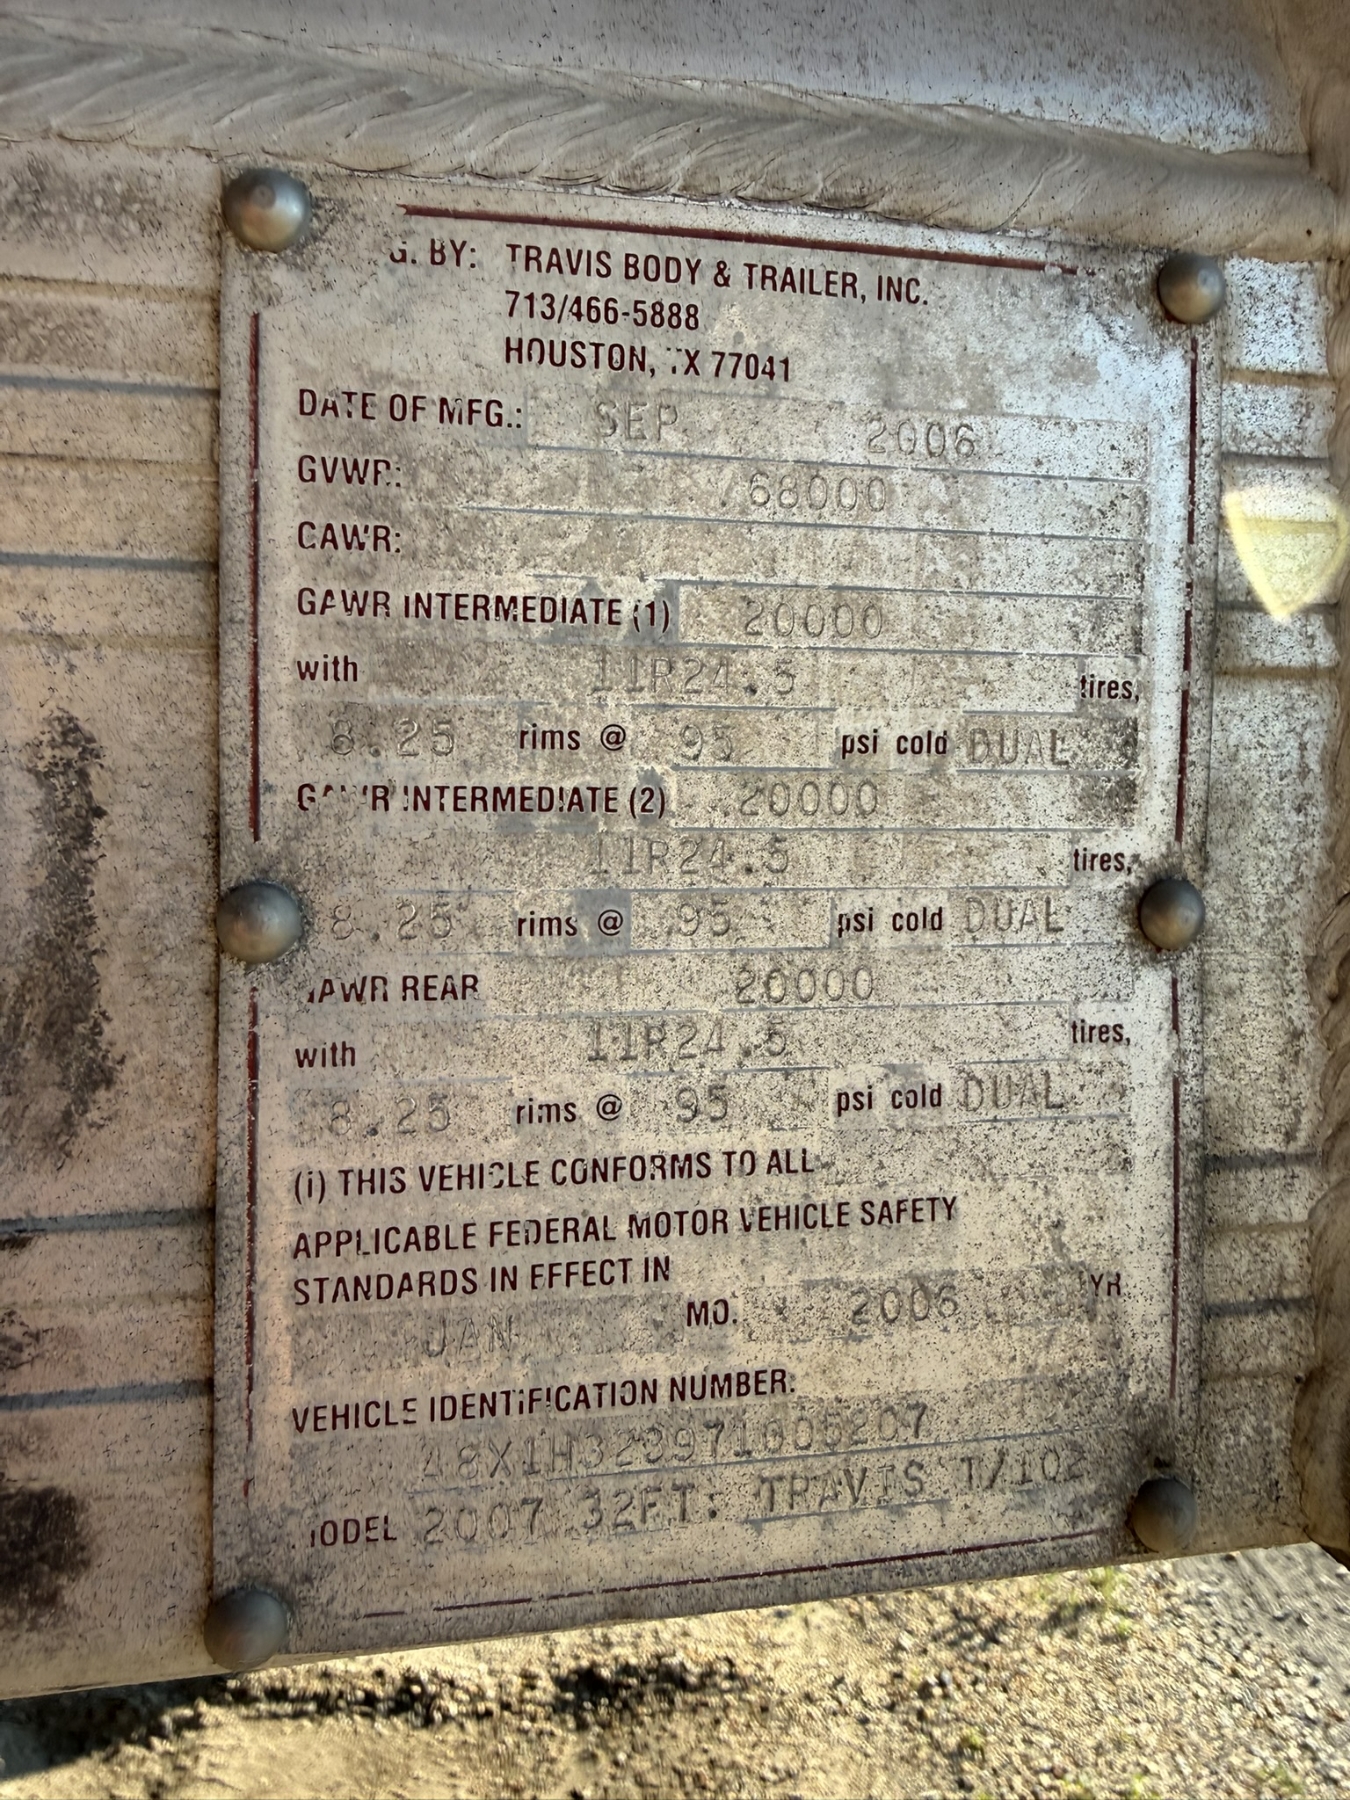 G. BY: TRAVIS BODY & TRAILER, INC.
713/466-5888
HOUSTON, TX 77041
DATE OF MFG.: SEP 2006
GVWR: 68000
CAWR:
GAWR INTERMEDIATE (1) 20000
with 11R24.5 tires,
8.25 rims @ 95 psi cold DUAL
GAWR INTERMEDIATE (2) 20000
11R24.5 tires,
8.25 rims @ 95 psi cold DUAL
GAWR REAR 20000
with 11R24.5 tires,
8.25 rims @ 95 psi cold DUAL
(i) THIS VEHICLE CONFORMS TO ALL
APPLICABLE FEDERAL MOTOR VEHICLE SAFETY
STANDARDS IN EFFECT IN
JAN MO. 2006 YR
VEHICLE IDENTIFICATION NUMBER:
MODEL 2007 32FT: TRAVIS T/102